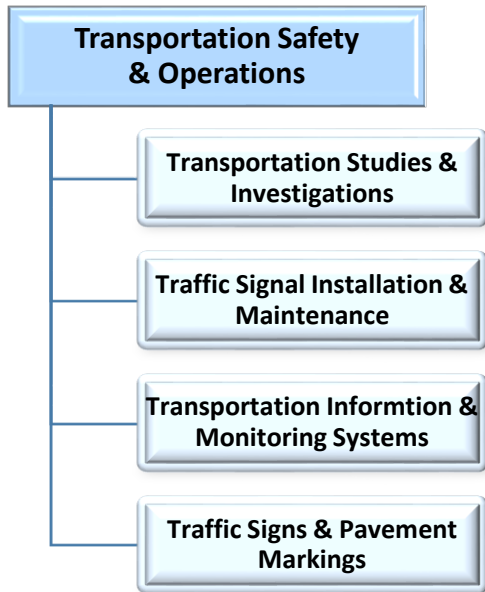 Transportation Safety
& Operations
Transportation Studies &
Investigations
Traffic Signal Installation &
Maintenance
Transportation Informtion &
Monitoring Systems
Traffic Signs & Pavement
Markings